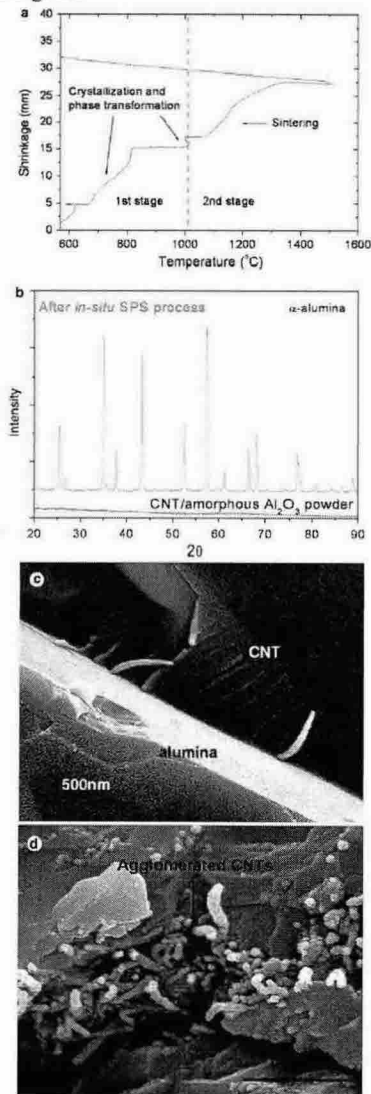 a
40
35
30
25
20
15
10
5
0
Shrinkage (mm)
Crystallization and
phase transformation
Sintering
1st stage
2nd stage
600
800
1000
1200
1400
1600
Temperature (°C)
b
After in-situ SPS process
α-alumina
Intensity
CNT/amorphous Al₂O₃ powder
20
30
40
50
60
70
80
90
2θ
c
CNT
alumina
500nm
d
Agglomerated CNTs